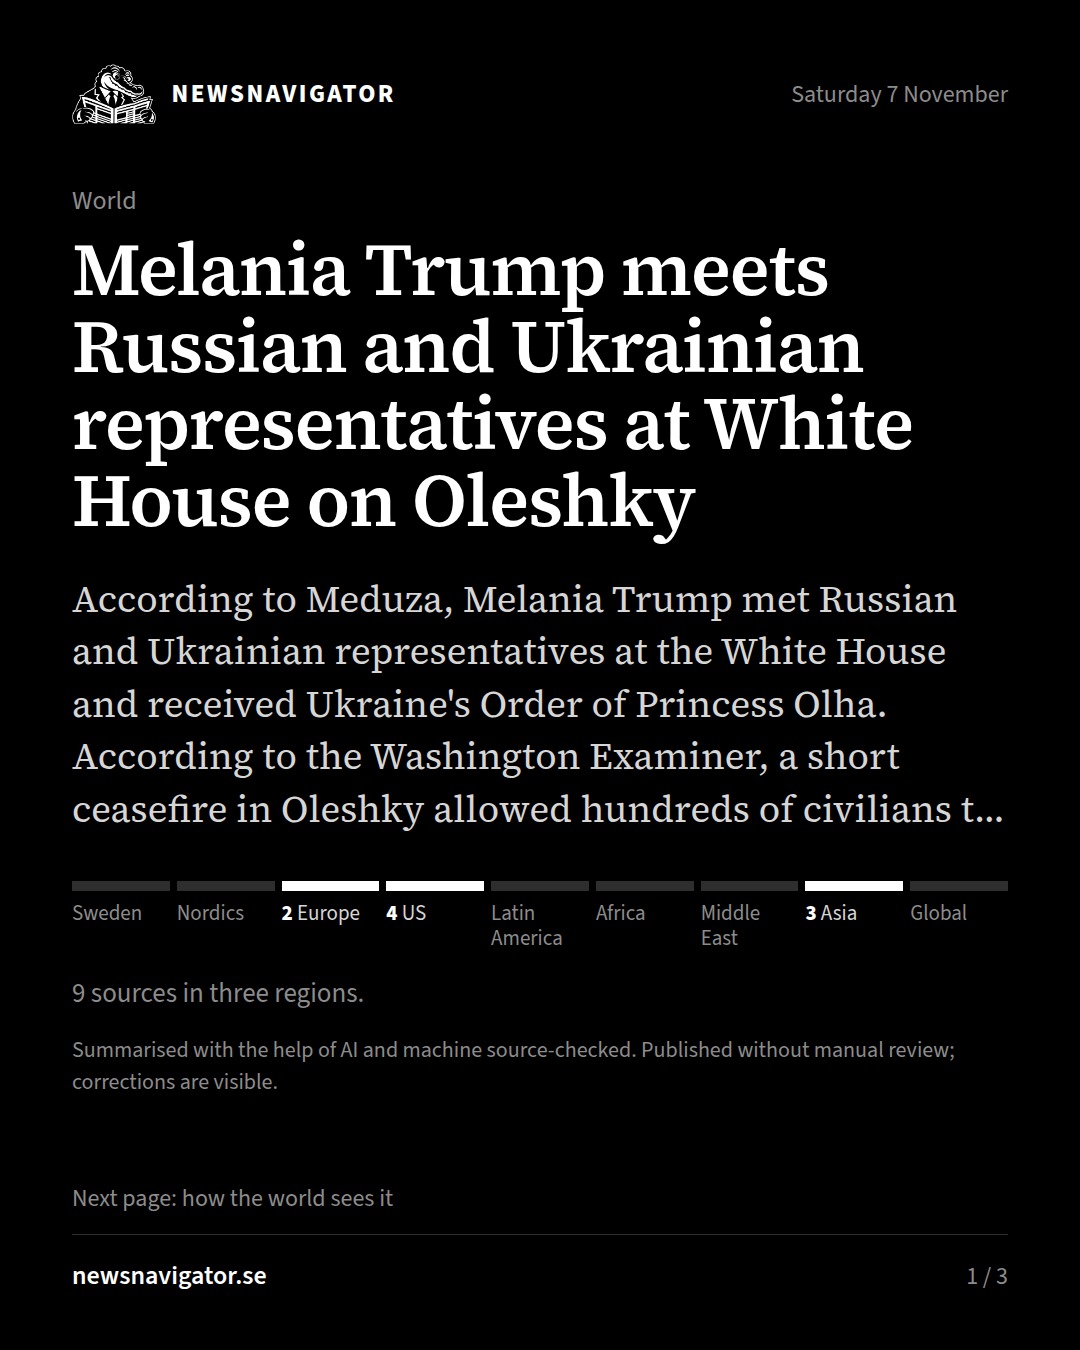 NEWSNAVIGATOR
Saturday 7 November
World
Melania Trump meets
Russian and Ukrainian
representatives at White
House on Oleshky
According to Meduza, Melania Trump met Russian
and Ukrainian representatives at the White House
and received Ukraine's Order of Princess Olha.
According to the Washington Examiner, a short
ceasefire in Oleshky allowed hundreds of civilians t...
Sweden
Nordics
2 Europe
4 US
Latin
America
Africa
Middle
East
3 Asia
Global
9 sources in three regions.
Summarised with the help of AI and machine source-checked. Published without manual review;
corrections are visible.
Next page: how the world sees it
newsnavigator.se
1 / 3